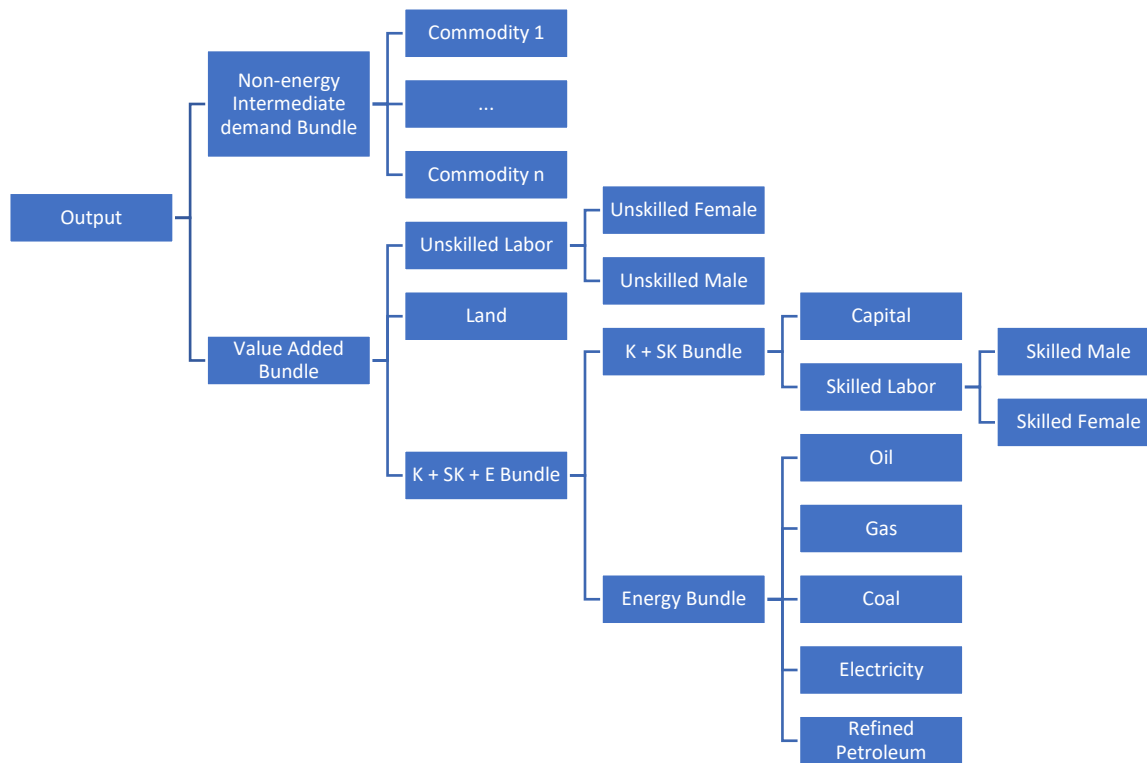 Commodity 1
Non-energy
Intermediate
demand Bundle
...
Commodity n
Output
Unskilled Female
Unskilled Labor
Unskilled Male
Land
Capital
Value Added
Bundle
K + SK Bundle
Skilled Male
Skilled Labor
Skilled Female
K + SK + E Bundle
Oil
Gas
Energy Bundle
Coal
Electricity
Refined
Petroleum